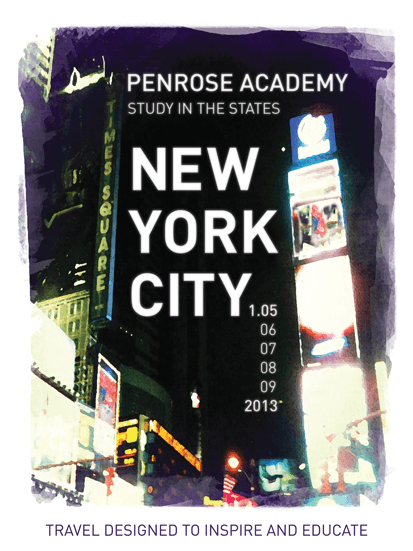 PENROSE ACADEMY
STUDY IN THE STATES
TIMES SQUARE
NEW
YORK
CITY
1.05
06
07
08
09
2013
TRAVEL DESIGNED TO INSPIRE AND EDUCATE